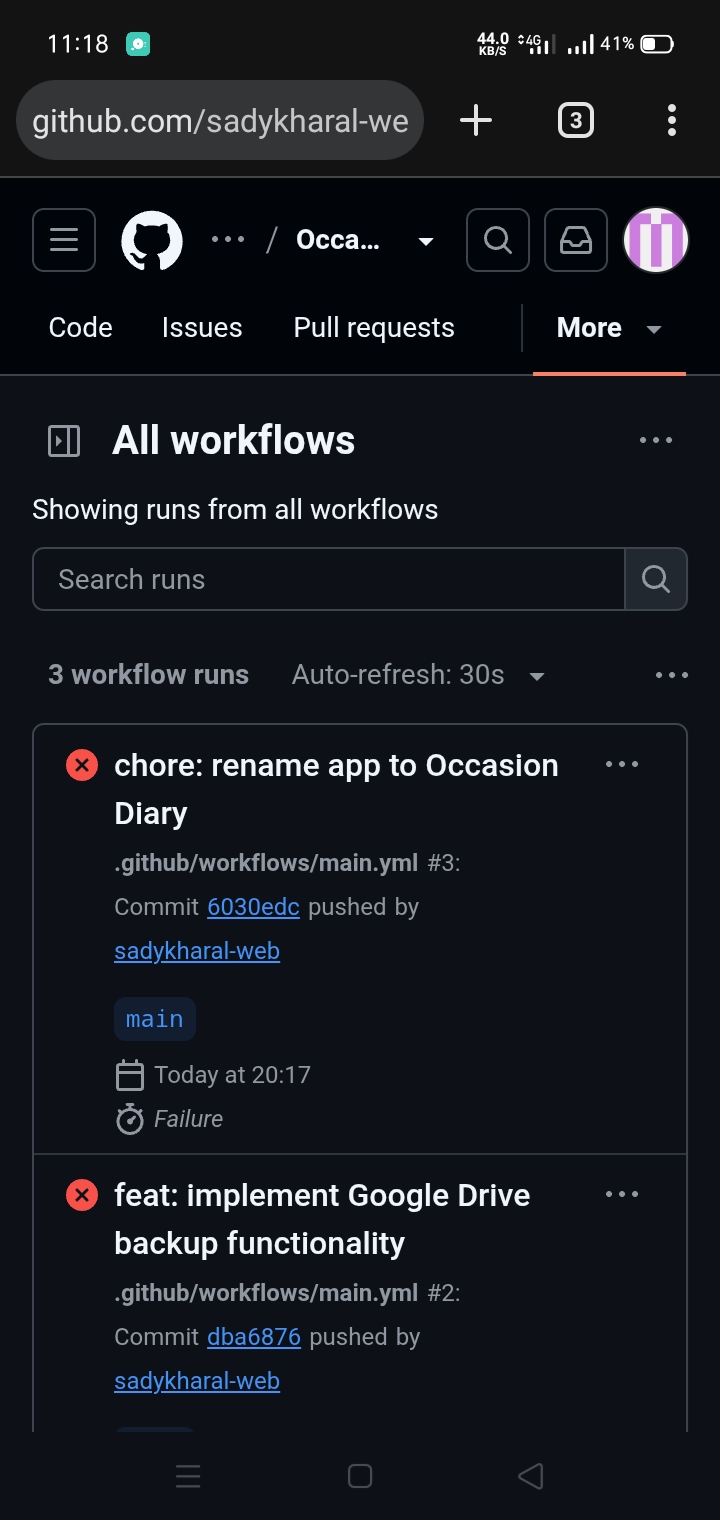 11:18
44.0 KB/S 4G 41%
github.com/sadykharal-we
3
... / Occa...
Code Issues Pull requests More
All workflows
Showing runs from all workflows
Search runs
3 workflow runs Auto-refresh: 30s
chore: rename app to Occasion
Diary
.github/workflows/main.yml #3:
Commit 6030edc pushed by
sadykharal-web
main
Today at 20:17
Failure
feat: implement Google Drive
backup functionality
.github/workflows/main.yml #2:
Commit dba6876 pushed by
sadykharal-web